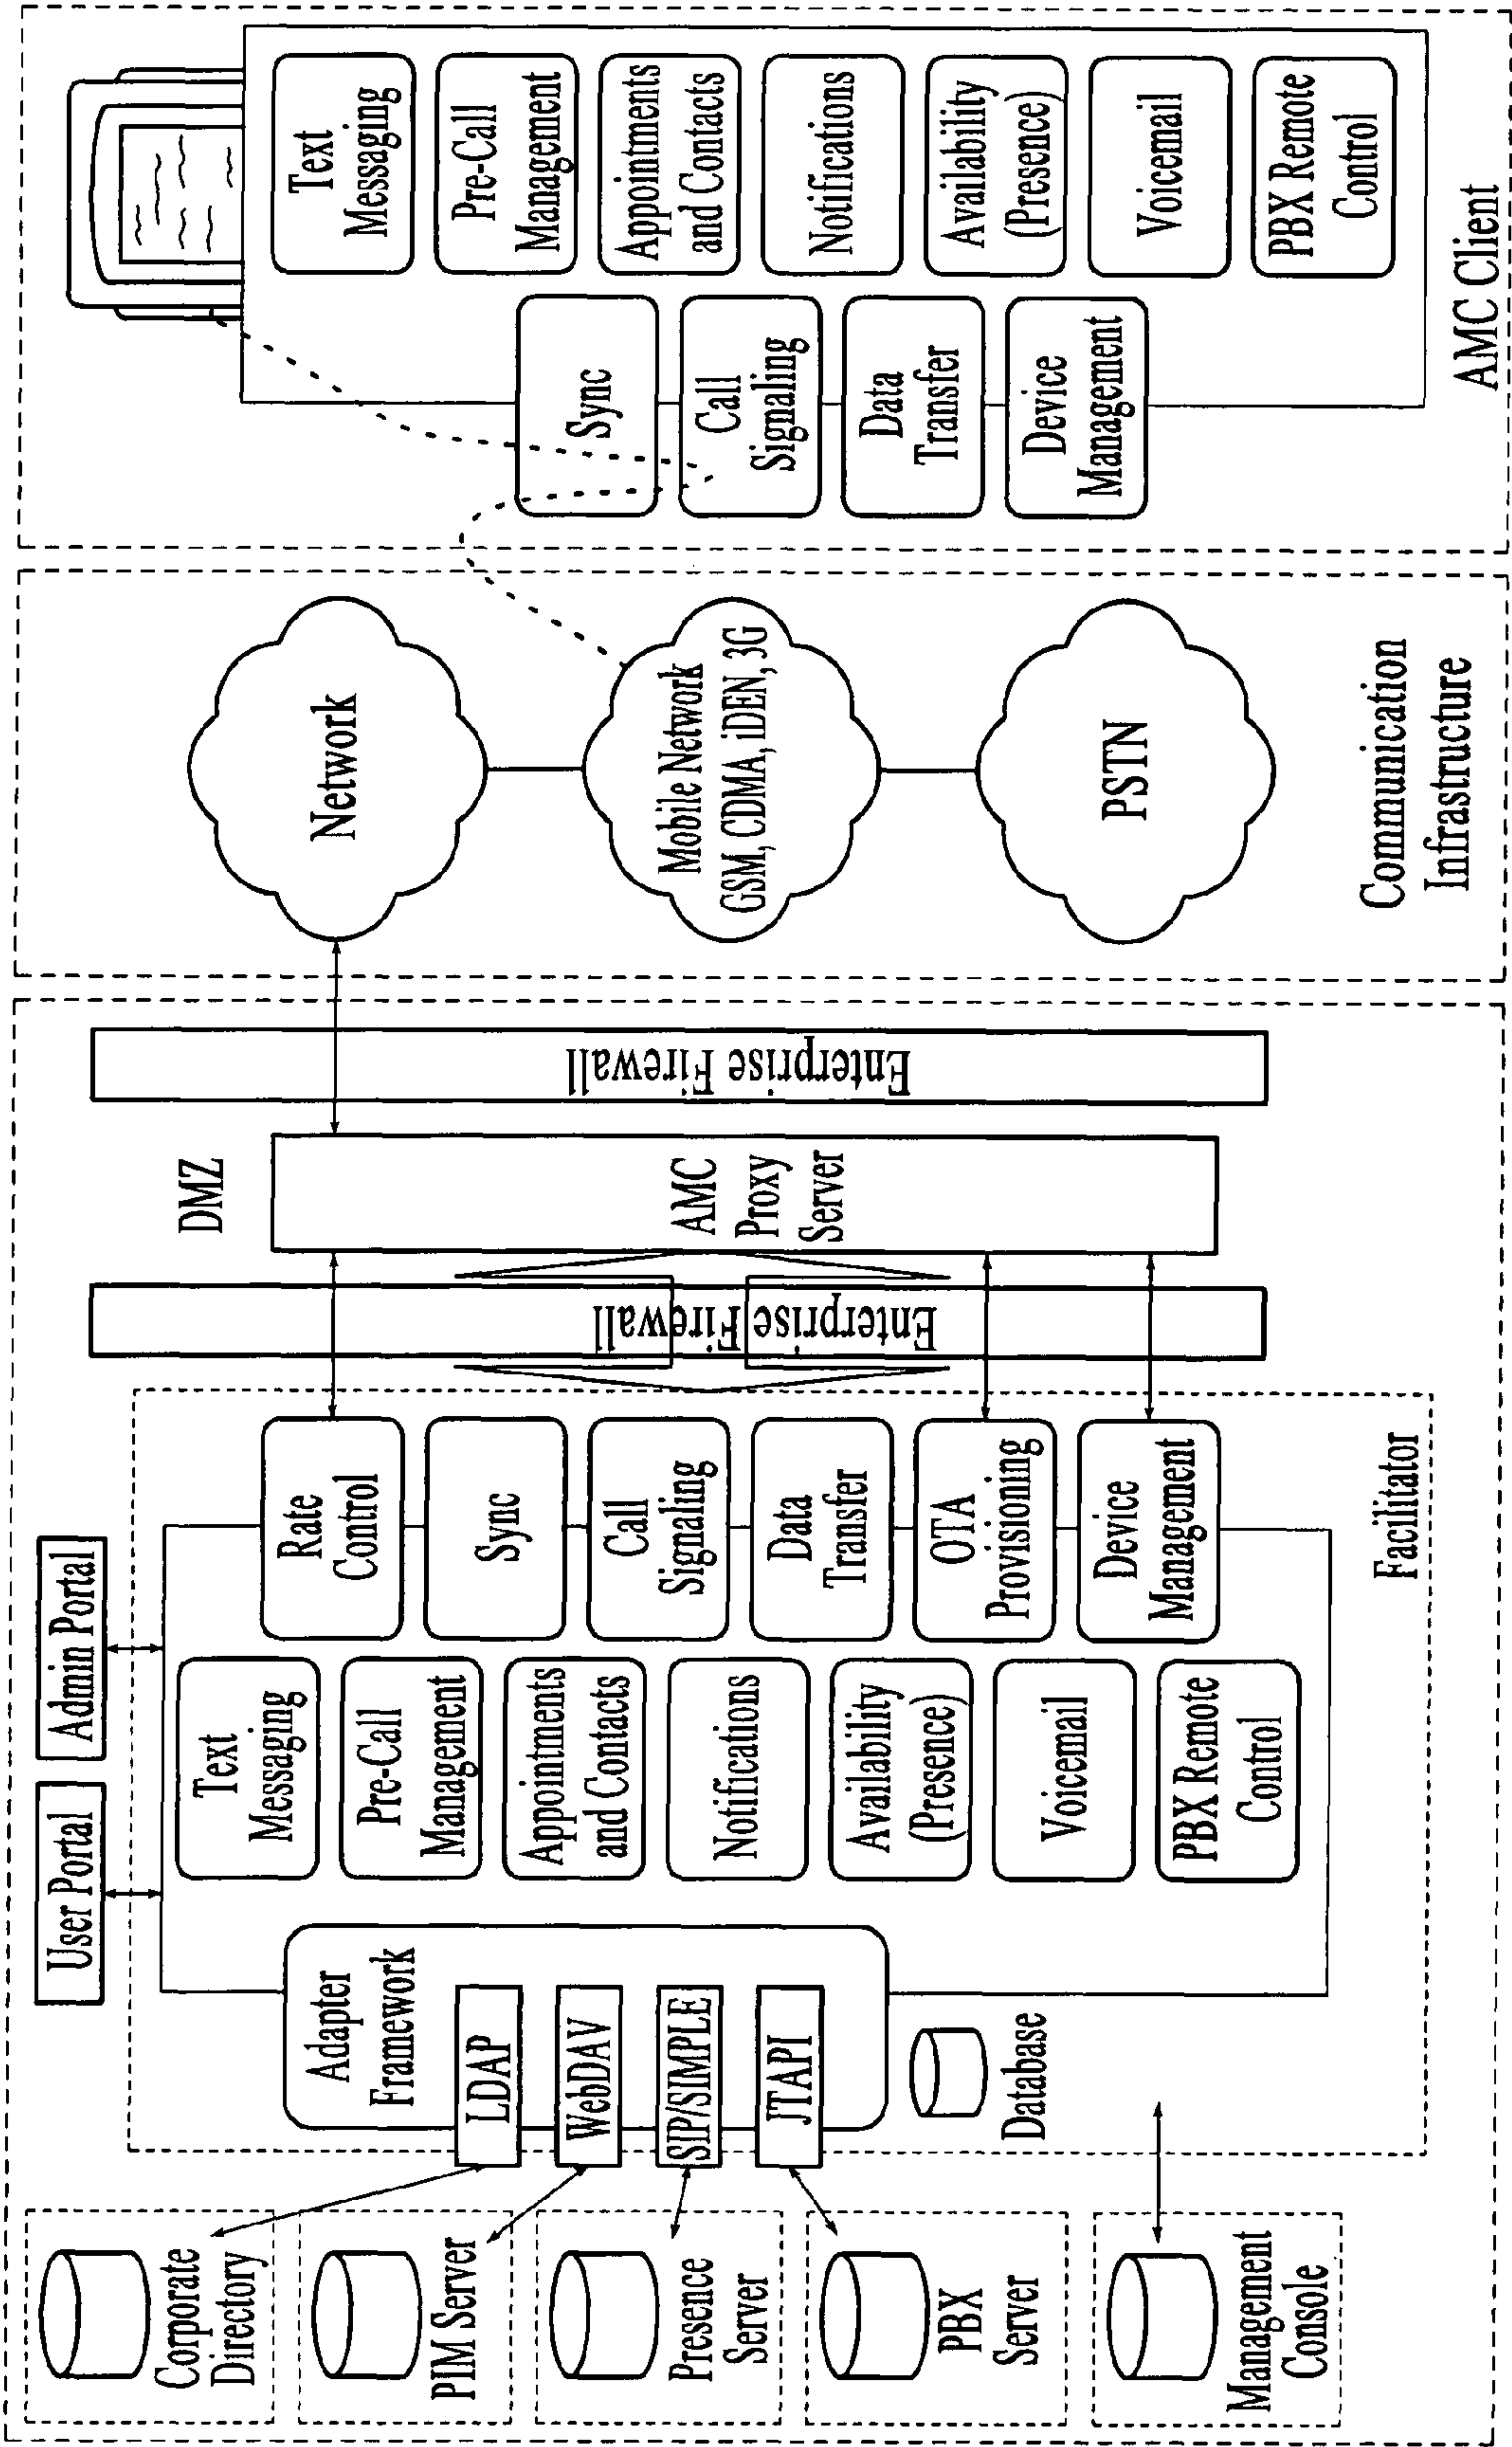 Corporate
Directory
PIM Server
Presence
Server
PBX
Server
Management
Console
User Portal
Admin Portal
Adapter
Framework
LDAP
WebDAV
SIP/SIMPLE
JTAPI
Database
Text
Messaging
Pre-Call
Management
Appointments
and Contacts
Notifications
Availability
(Presence)
Voicemail
PBX Remote
Control
Rate
Control
Sync
Call
Signaling
Data
Transfer
OTA
Provisioning
Device
Management
Facilitator
Enterprise Firewall
DMZ
AMC
Proxy
Server
Enterprise Firewall
Network
Mobile Network
GSM, CDMA, iDEN, 3G
PSTN
Communication
Infrastructure
Sync
Call
Signaling
Data
Transfer
Device
Management
Text
Messaging
Pre-Call
Management
Appointments
and Contacts
Notifications
Availability
(Presence)
Voicemail
PBX Remote
Control
AMC Client